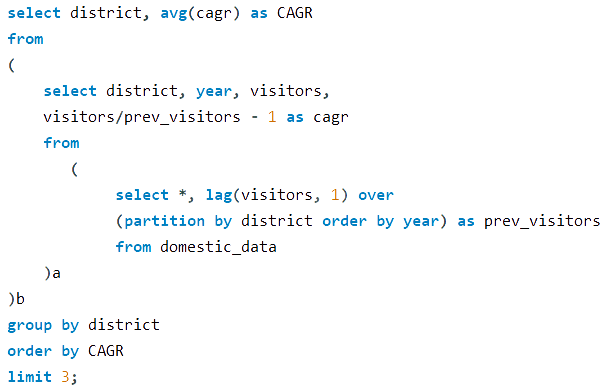 select district, avg(cagr) as CAGR
from
(
select district, year, visitors,
visitors/prev_visitors - 1 as cagr
from
(
select *, lag(visitors, 1) over
(partition by district order by year) as prev_visitors
from domestic_data
)a
)b
group by district
order by CAGR
limit 3;